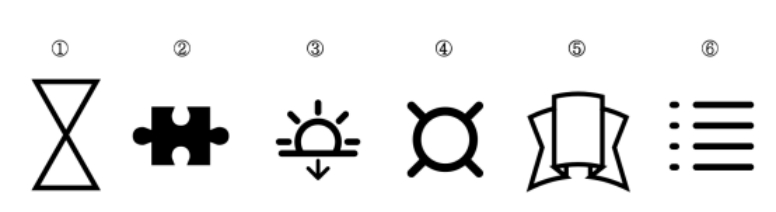 ① ② ③ ④ ⑤ ⑥